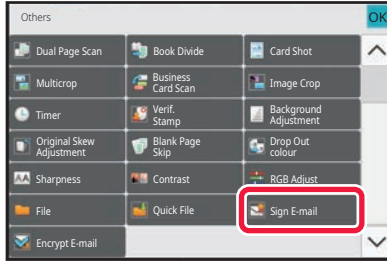 Others
OK
Dual Page Scan
Book Divide
Card Shot
Multicrop
Business
Card Scan
Image Crop
Timer
Verif.
Stamp
Background
Adjustment
Original Skew
Adjustment
Blank Page
Skip
Drop Out
colour
Sharpness
Contrast
RGB Adjust
File
Quick File
Sign E-mail
Encrypt E-mail